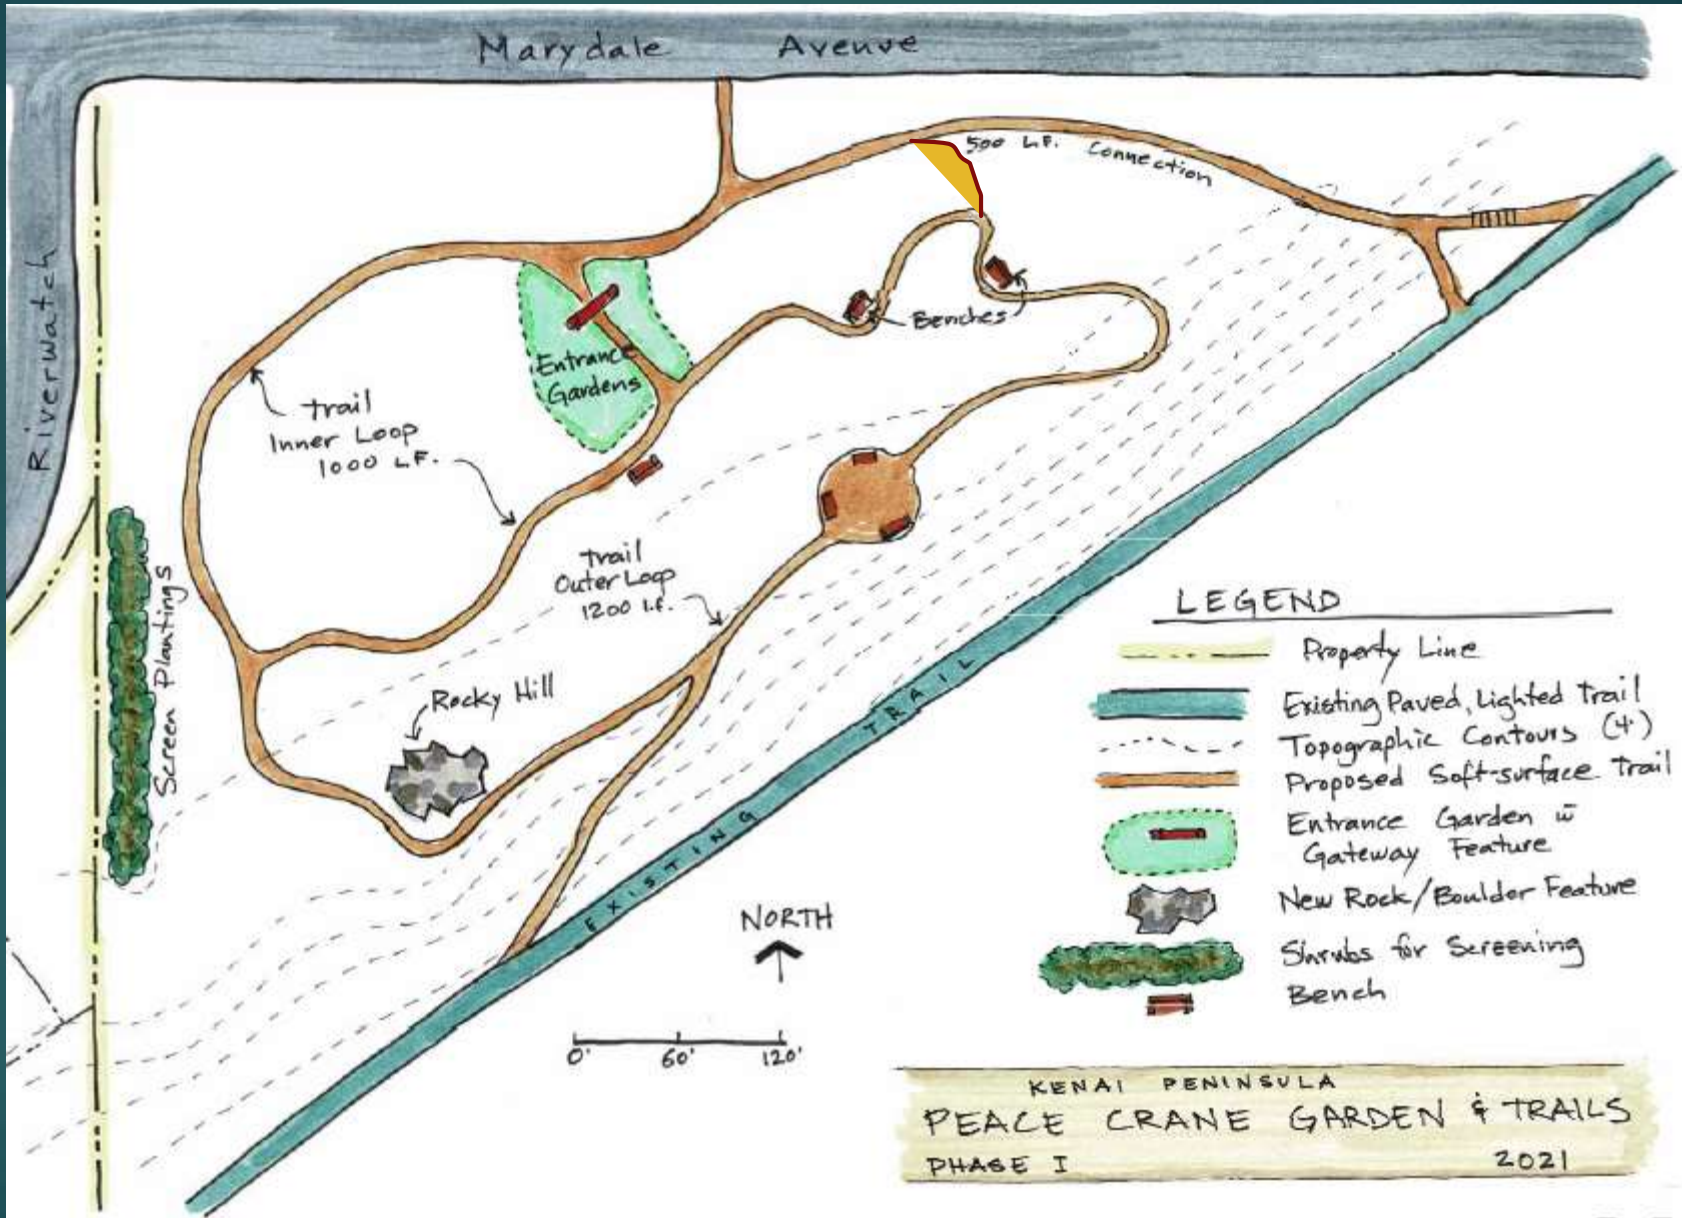 Marydale Avenue
Riverwatch
500 L.F. Connection
Benches
Entrance
Gardens
Trail
Inner Loop
1000 L.F.
Trail
Outer Loop
1200 l.f.
Screen Plantings
Rocky Hill
EXISTING TRAIL
NORTH
0' 60' 120'
LEGEND
Property Line
Existing Paved, Lighted Trail
Topographic Contours (4')
Proposed Soft-surface Trail
Entrance Garden w̄
Gateway Feature
New Rock/Boulder Feature
Shrubs for Screening
Bench
KENAI PENINSULA
PEACE CRANE GARDEN & TRAILS
PHASE I 2021